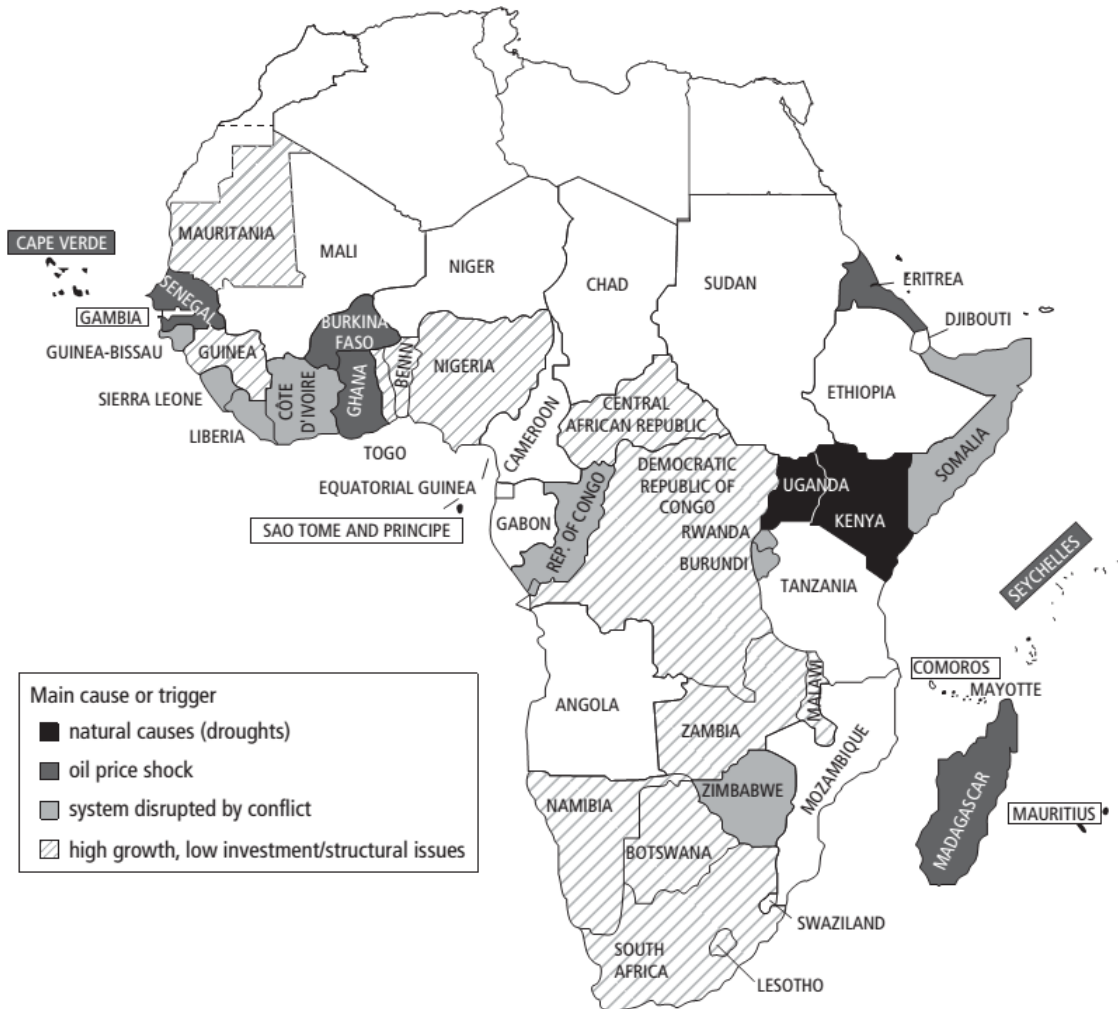 MAURITANIA
MALI
NIGER
CHAD
SUDAN
ERITREA
DJIBOUTI
CAPE VERDE
SENEGAL
GAMBIA
GUINEA-BISSAU
GUINEA
SIERRA LEONE
LIBERIA
CÔTE
D'IVOIRE
BURKINA
FASO
GHANA
TOGO
BENIN
NIGERIA
CAMEROON
CENTRAL
AFRICAN REPUBLIC
ETHIOPIA
SOMALIA
EQUATORIAL GUINEA
SAO TOME AND PRINCIPE
GABON
REP. OF CONGO
DEMOCRATIC
REPUBLIC OF
CONGO
UGANDA
KENYA
RWANDA
BURUNDI
TANZANIA
SEYCHELLES
COMOROS
MAYOTTE
ANGOLA
ZAMBIA
MALAWI
MOZAMBIQUE
ZIMBABWE
NAMIBIA
BOTSWANA
MADAGASCAR
MAURITIUS
SWAZILAND
SOUTH
AFRICA
LESOTHO
Main cause or trigger
natural causes (droughts)
oil price shock
system disrupted by conflict
high growth, low investment/structural issues